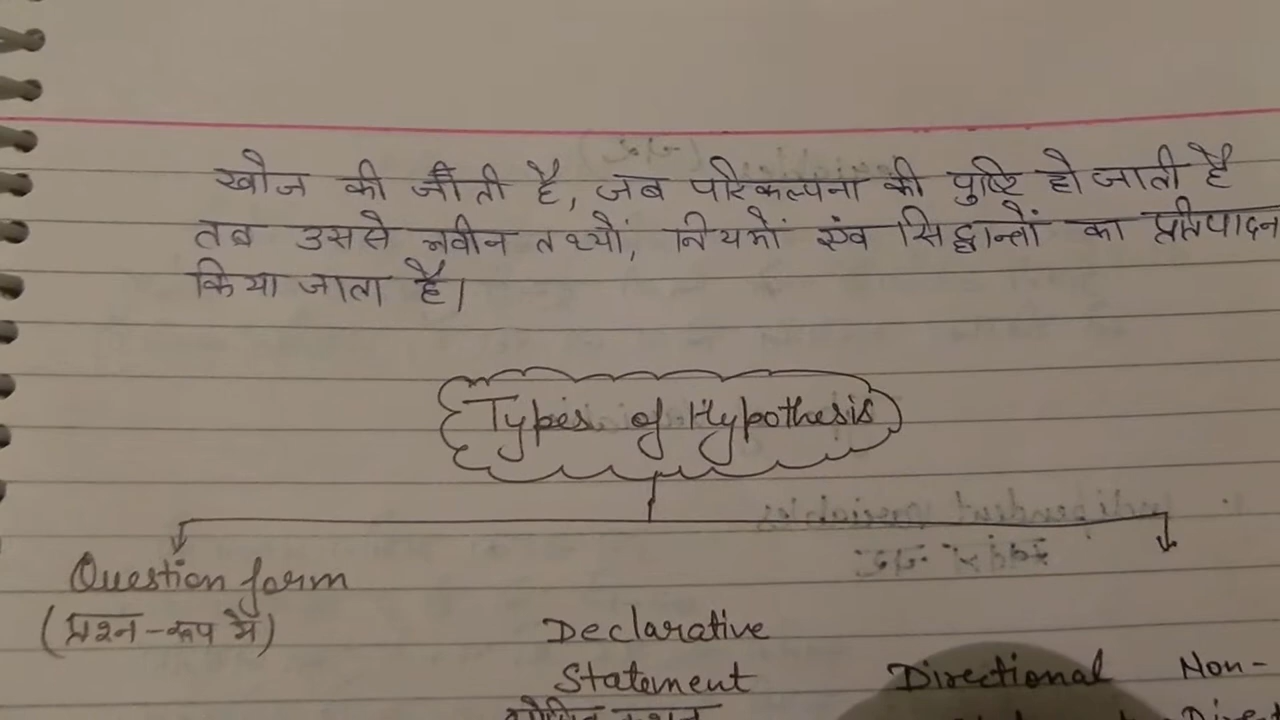 खोज की जाती है, जब परिकल्पना की पुष्टि हो जाती है
तब उससे नवीन तथ्यों, नियमों एंव सिद्धान्तों का प्रतिपादन
किया जाता है।
Types of Hypothesis
Question form
(प्रश्न-रूप में)
Declarative
Statement
Directional Non-